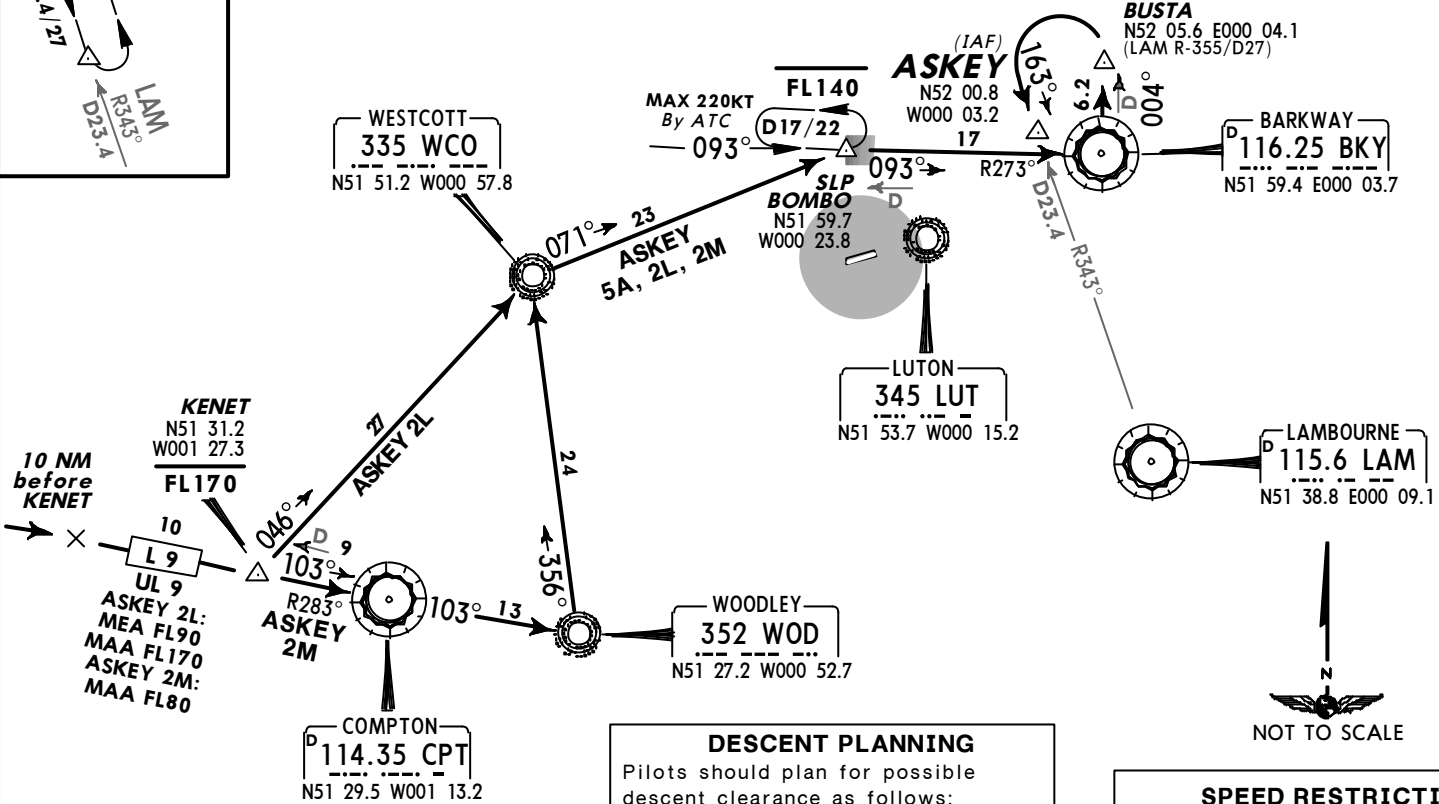 4/27
LAM
R343°
D23.4
WESTCOTT
335 WCO
N51 51.2 W000 57.8
MAX 220KT
By ATC
093°
FL140
D17/22
(IAF)
ASKEY
N52 00.8
W000 03.2
163°
BUSTA
N52 05.6 E000 04.1
(LAM R-355/D27)
6.2
D
004°
BARKWAY
D
116.25 BKY
N51 59.4 E000 03.7
17
093°
R273°
D
SLP
BOMBO
N51 59.7
W000 23.8
071°
23
ASKEY
5A, 2L, 2M
D23.4
R343°
LUTON
345 LUT
N51 53.7 W000 15.2
LAMBOURNE
D
115.6 LAM
N51 38.8 E000 09.1
KENET
N51 31.2
W001 27.3
FL170
10 NM
before
KENET
10
L 9
UL 9
ASKEY 2L:
MEA FL90
MAA FL170
ASKEY 2M:
MAA FL80
046°
27
ASKEY 2L
24
356°
D
9
103°
R283°
ASKEY
2M
103°
13
WOODLEY
352 WOD
N51 27.2 W000 52.7
COMPTON
D
114.35 CPT
N51 29.5 W001 13.2
N
NOT TO SCALE
DESCENT PLANNING
Pilots should plan for possible
descent clearance as follows:
SPEED RESTRICTI